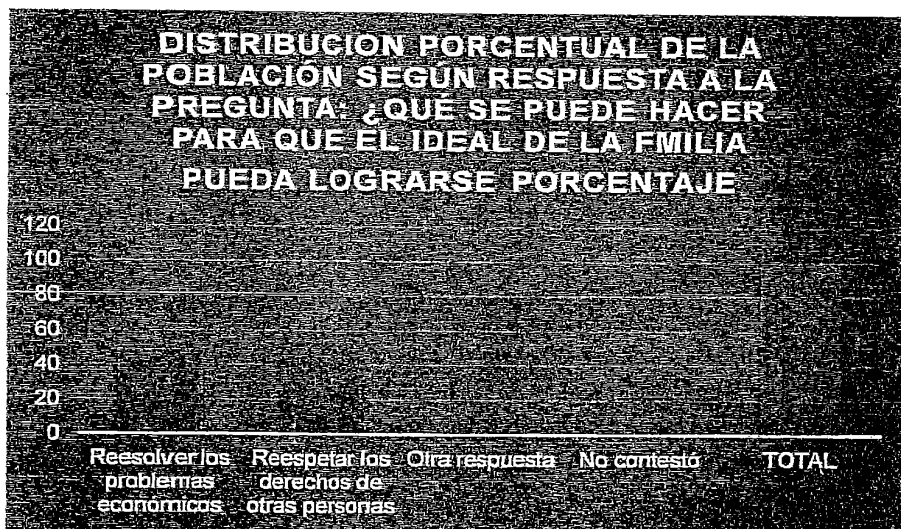 DISTRIBUCION PORCENTUAL DE LA
POBLACIÓN SEGÚN RESPUESTA A LA
PREGUNTA: ¿QUÉ SE PUEDE HACER
PARA QUE EL IDEAL DE LA FMILIA
PUEDA LOGRARSE PORCENTAJE
120
100
80
60
40
20
0
Reesolver los
problemas
económicos
Reespetar los
derechos de
otras personas
Otra respuesta
No contestó
TOTAL